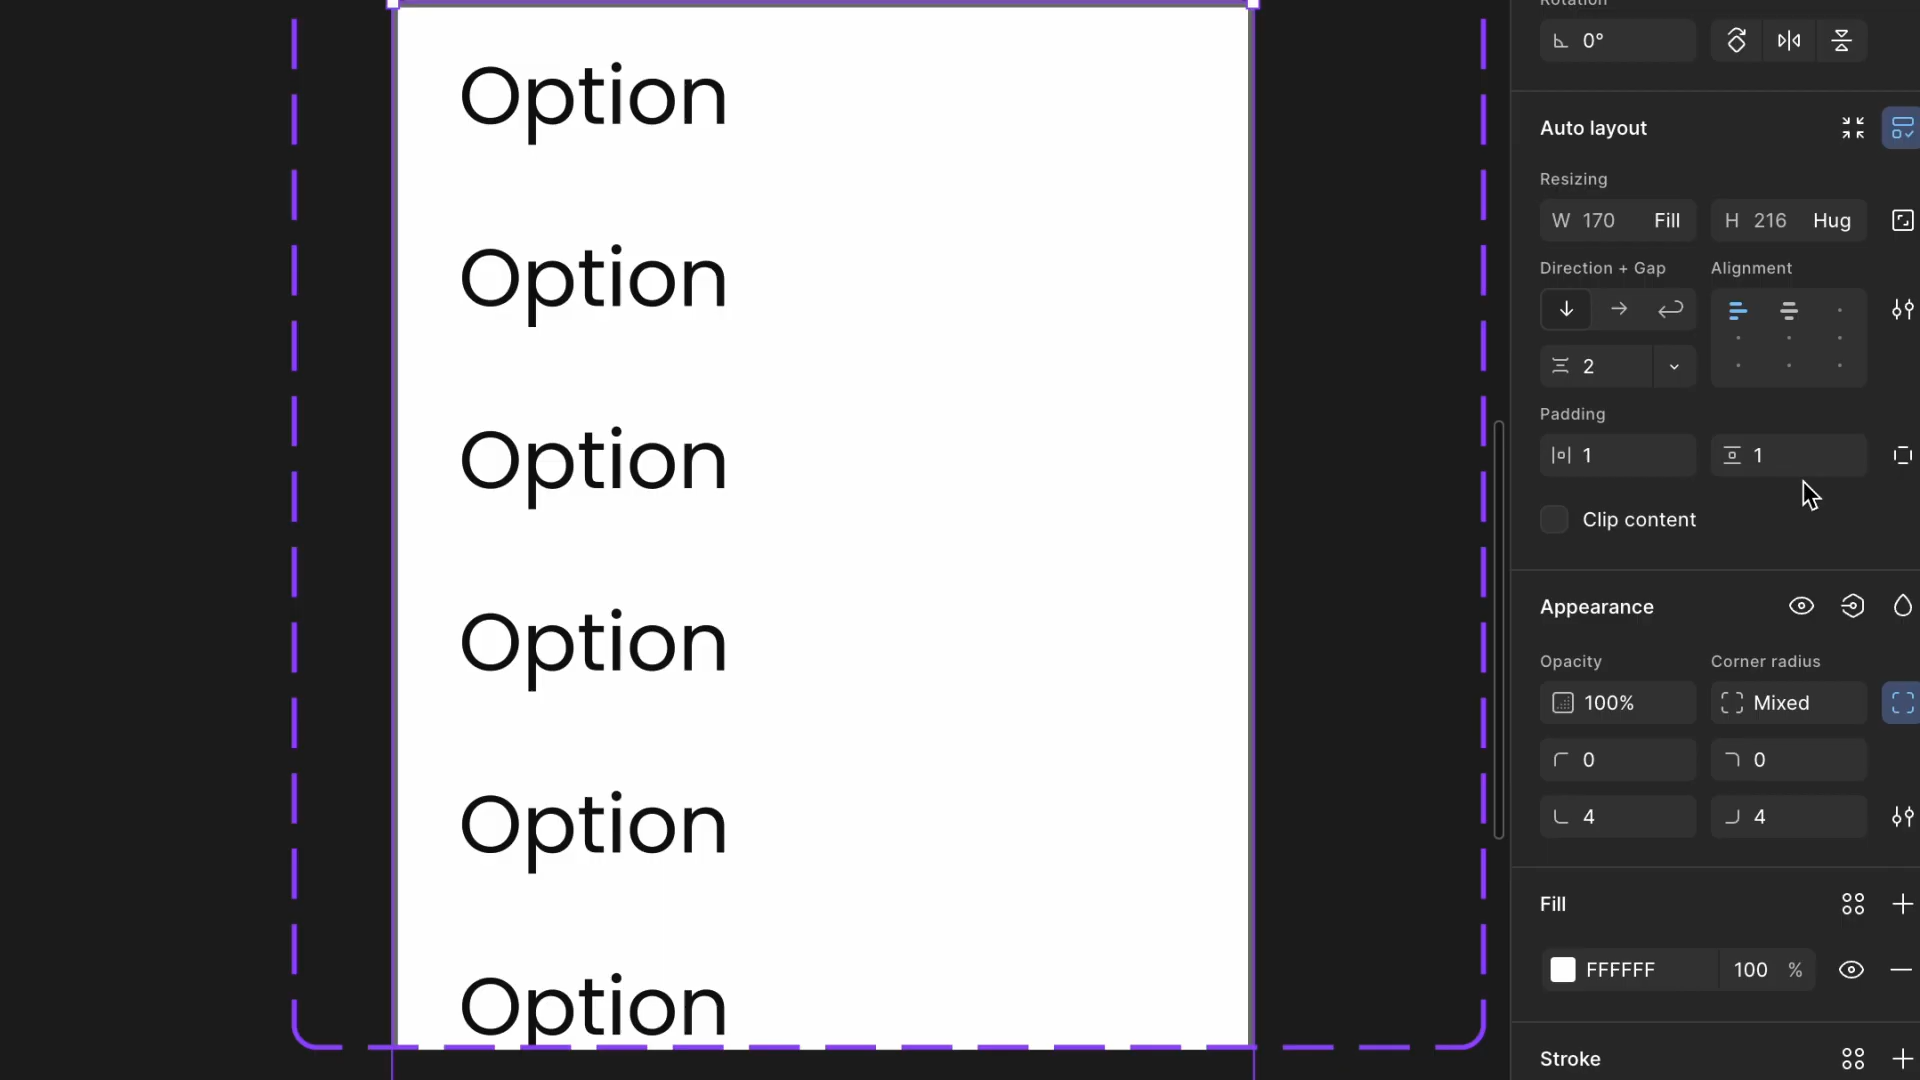 Option
Option
Option
Option
Option
Option
Rotation
0°
Auto layout
Resizing
W 170 Fill
H 216 Hug
Direction + Gap
Alignment
2
Padding
1
1
Clip content
Appearance
Opacity
Corner radius
100%
Mixed
0
0
4
4
Fill
FFFFFF 100 %
Stroke